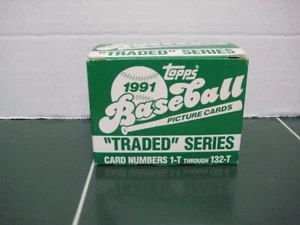 "TRADED" SERIES
TOPPS
1991
Baseball
PICTURE CARDS
"TRADED" SERIES
CARD NUMBERS 1-T THROUGH 132-T